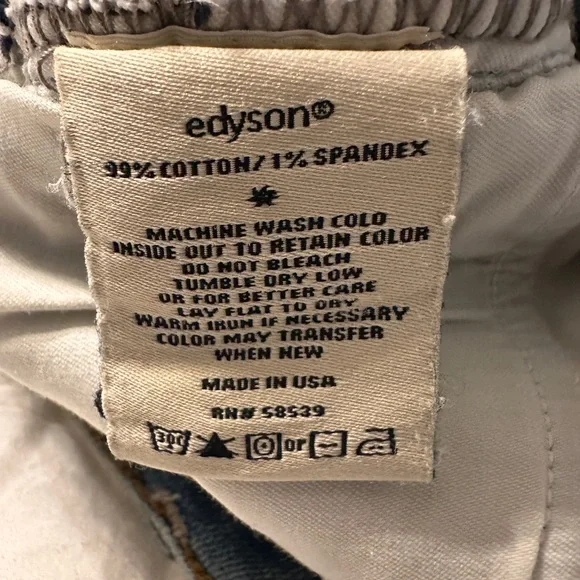 edyson®
99% COTTON/1% SPANDEX
MACHINE WASH COLD
INSIDE OUT TO RETAIN COLOR
DO NOT BLEACH
TUMBLE DRY LOW
OR FOR BETTER CARE
LAY FLAT TO DRY
WARM IRON IF NECESSARY
COLOR MAY TRANSFER
WHEN NEW
MADE IN USA
RN# 58539
30C or